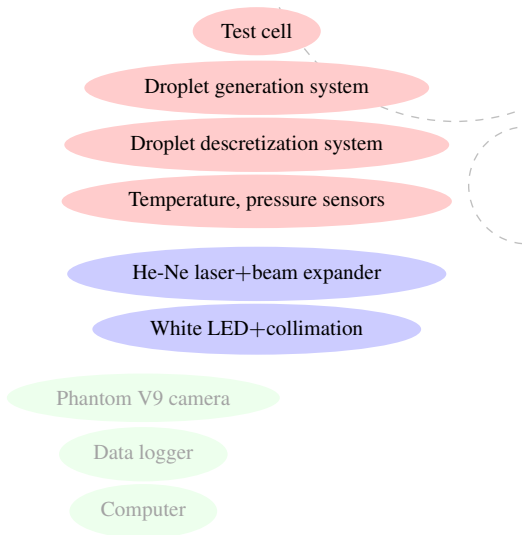 Test cell
Droplet generation system
Droplet descretization system
Temperature, pressure sensors
He-Ne laser+beam expander
White LED+collimation
Phantom V9 camera
Data logger
Computer